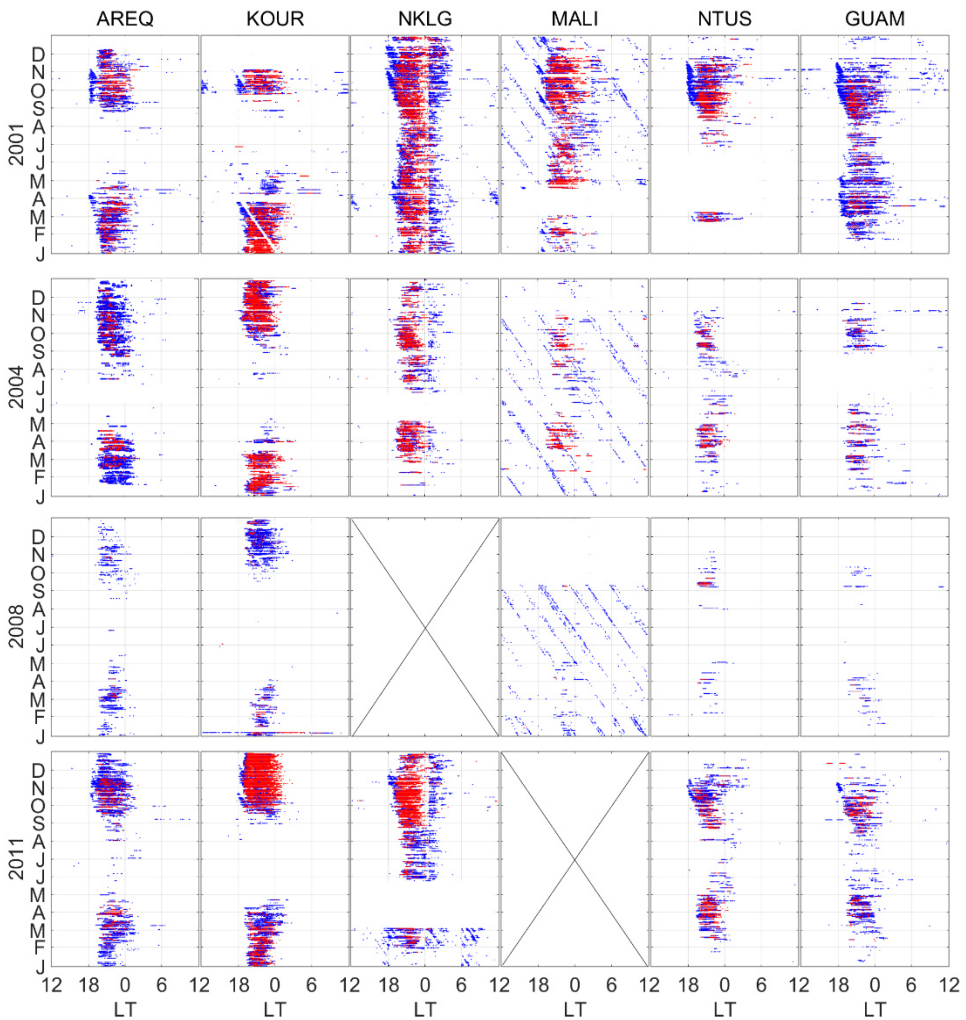 AREQ KOUR NKLG MALI NTUS GUAM
2001
D
N
O
S
A
J
J
M
A
M
F
J
2004
D
N
O
S
A
J
J
M
A
M
F
J
2008
D
N
O
S
A
J
J
M
A
M
F
J
2011
D
N
O
S
A
J
J
M
A
M
F
J
12 18 0 6 12 18 0 6 12 18 0 6 12 18 0 6 12 18 0 6 12 18 0 6 12
LT LT LT LT LT LT